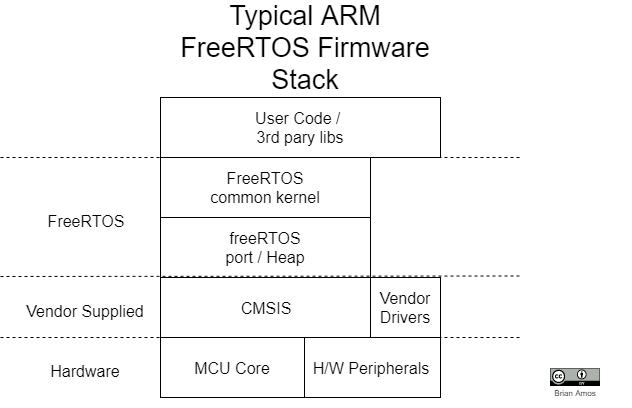 Typical ARM
FreeRTOS Firmware
Stack
User Code /
3rd pary libs
FreeRTOS
common kernel
FreeRTOS
freeRTOS
port / Heap
Vendor Supplied
CMSIS
Vendor
Drivers
Hardware
MCU Core
H/W Peripherals
cc
BY
Brian Amos